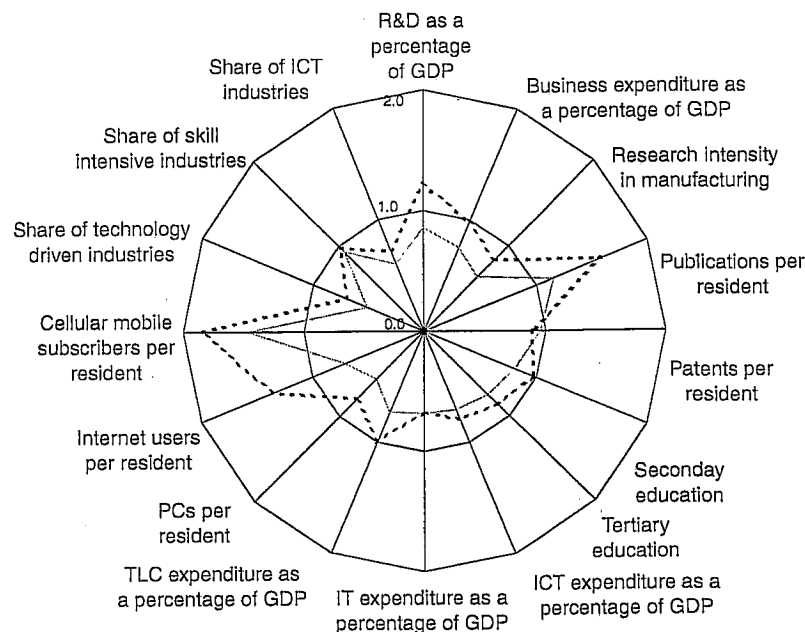 R&D as a
percentage
of GDP
Business expenditure as
a percentage of GDP
Research intensity
in manufacturing
Publications per
resident
Patents per
resident
Seconday
education
Tertiary
education
ICT expenditure as a
percentage of GDP
IT expenditure as a
percentage of GDP
TLC expenditure as
a percentage of GDP
PCs per
resident
Internet users
per resident
Cellular mobile
subscribers per
resident
Share of technology
driven industries
Share of skill
intensive industries
Share of ICT
industries
2.0
1.0
0.0